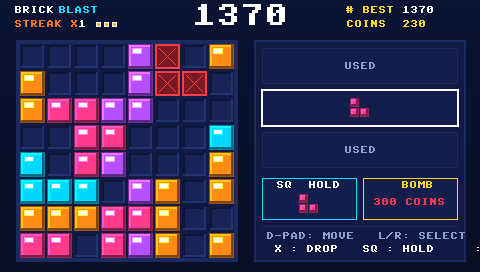 BRICK BLAST
1370
# BEST 1370
STREAK X1
COINS 230
USED
USED
SQ HOLD
BOMB
300 COINS
D-PAD: MOVE L/R: SELECT
X : DROP SQ : HOLD :